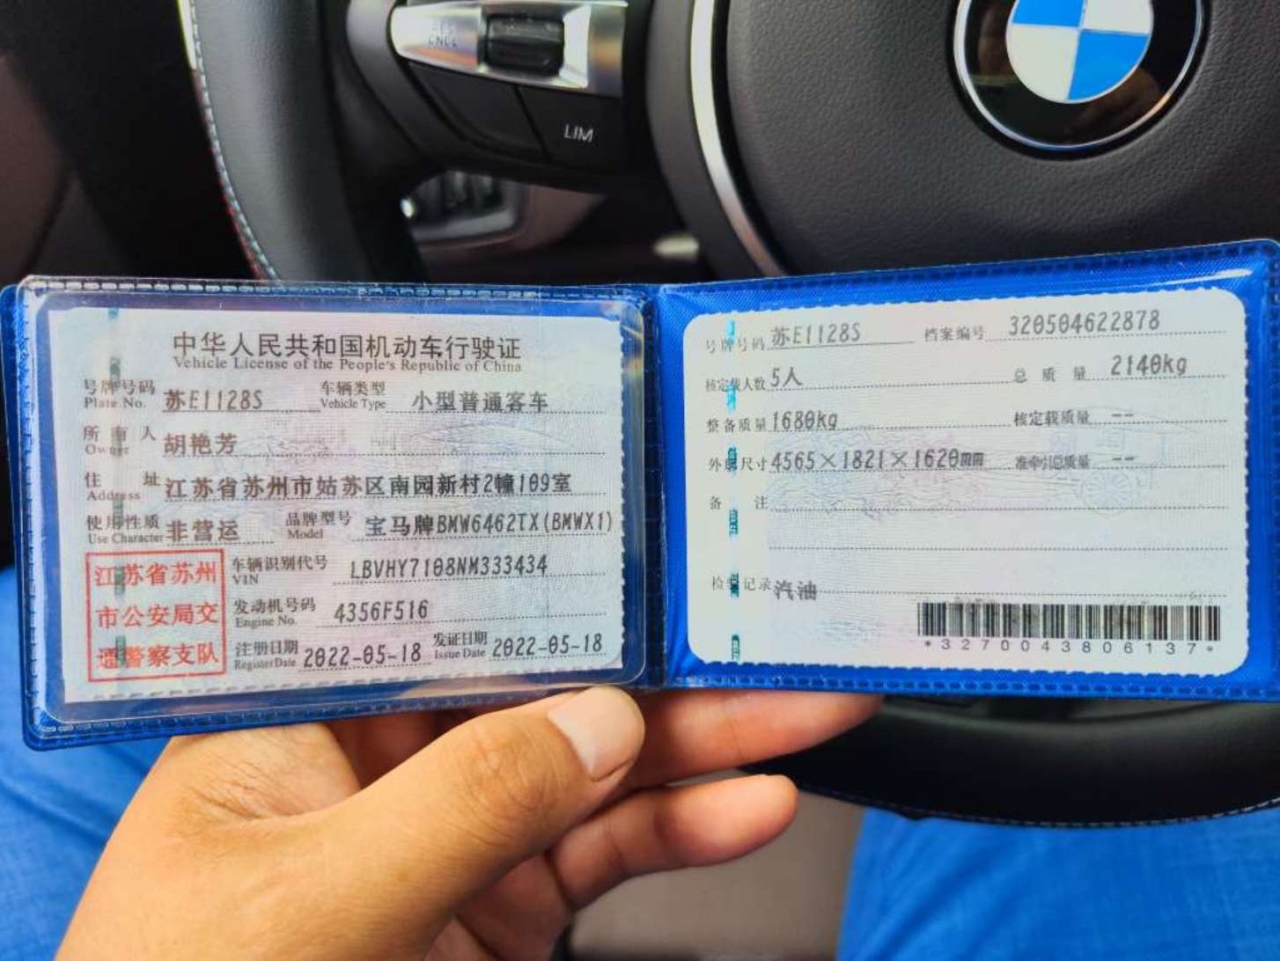 LIM
中华人民共和国机动车行驶证
Vehicle License of the People's Republic of China
号牌号码 苏E1128S 车辆类型 小型普通客车
Plate No. Vehicle Type
所有人 胡艳芳
Owner
住址 江苏省苏州市姑苏区南园新村2幢109室
Address
使用性质 非营运 品牌型号 宝马牌BMW6462TX(BMWX1)
Use Character Model
江苏省苏州
市公安局交
通警察支队
车辆识别代号 LBVHY7108NM333434
VIN
发动机号码 4356F516
Engine No.
注册日期 2022-05-18 发证日期 2022-05-18
Register Date Issue Date
号牌号码 苏E1128S 档案编号 320504622878
核定载人数 5人 总质量 2140kg
整备质量 1680kg 核定载质量 --
外廓尺寸 4565×1821×1620mm 准牵引总质量 --
备注
检验记录 汽油
*3270043806137*